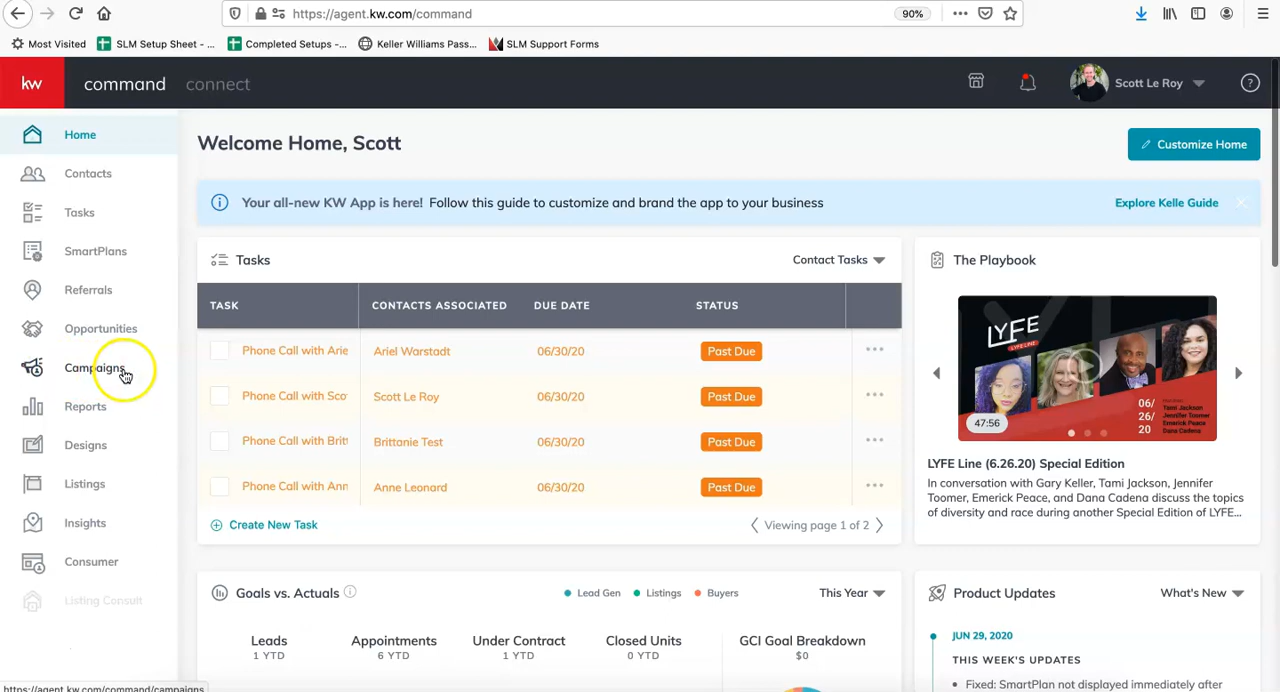 https://agent.kw.com/command
90%
Most Visited
SLM Setup Sheet - ...
Completed Setups -...
Keller Williams Pass...
SLM Support Forms
kw
command
connect
Scott Le Roy
Home
Contacts
Tasks
SmartPlans
Referrals
Opportunities
Campaigns
Reports
Designs
Listings
Insights
Consumer
Listing Consult
Welcome Home, Scott
Customize Home
Your all-new KW App is here! Follow this guide to customize and brand the app to your business
Explore Kelle Guide
Tasks
Contact Tasks
TASK CONTACTS ASSOCIATED DUE DATE STATUS
Phone Call with Arie Ariel Warstadt 06/30/20 Past Due
Phone Call with Sco Scott Le Roy 06/30/20 Past Due
Phone Call with Britt Brittanie Test 06/30/20 Past Due
Phone Call with Ann Anne Leonard 06/30/20 Past Due
Create New Task
Viewing page 1 of 2
The Playbook
LYFE
LYFE LINE
06/
26/
20
Tami Jackson
Jennifer Toomer
Emerick Peace
Dana Cadena
47:56
LYFE Line (6.26.20) Special Edition
In conversation with Gary Keller, Tami Jackson, Jennifer
Toomer, Emerick Peace, and Dana Cadena discuss the topics
of diversity and race during another Special Edition of LYFE...
Goals vs. Actuals
Lead Gen
Listings
Buyers
This Year
Leads Appointments Under Contract Closed Units GCI Goal Breakdown
1 YTD 6 YTD 1 YTD 0 YTD $0
Product Updates
What's New
JUN 29, 2020
THIS WEEK'S UPDATES
Fixed: SmartPlan not displayed immediately after
https://agent.kw.com/command/campaigns